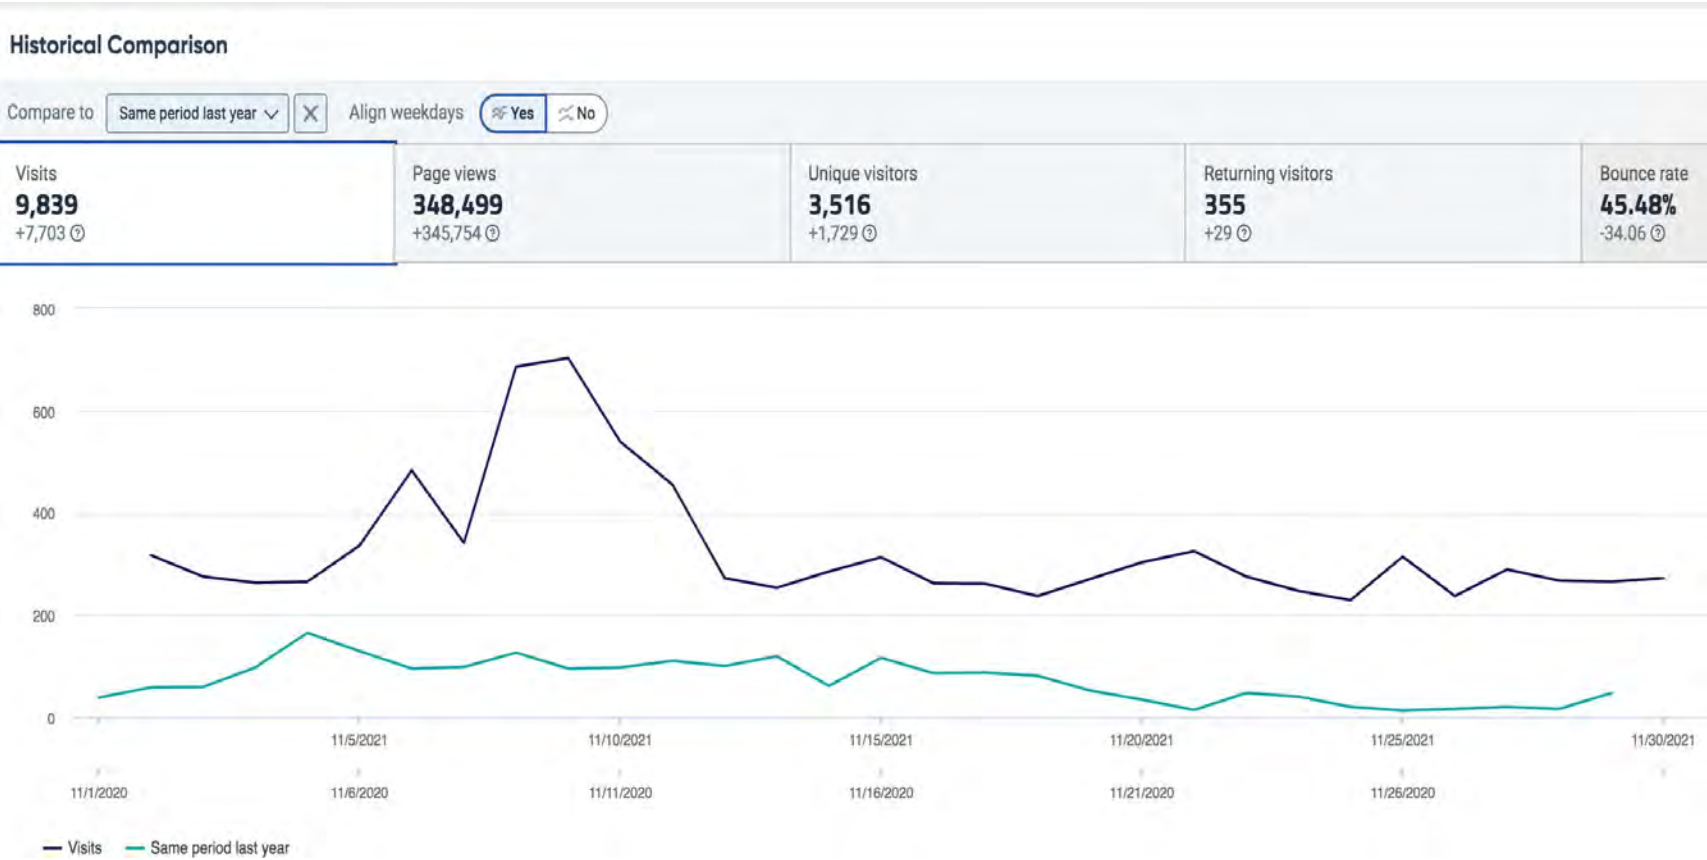 Historical Comparison
Compare to Same period last year Align weekdays Yes No
Visits Page views Unique visitors Returning visitors Bounce rate
9,839 348,499 3,516 355 45.48%
+7,703 +345,754 +1,729 +29 -34.06
800
600
400
200
0
11/5/2021 11/10/2021 11/15/2021 11/20/2021 11/25/2021 11/30/2021
11/1/2020 11/6/2020 11/11/2020 11/16/2020 11/21/2020 11/26/2020
Visits Same period last year